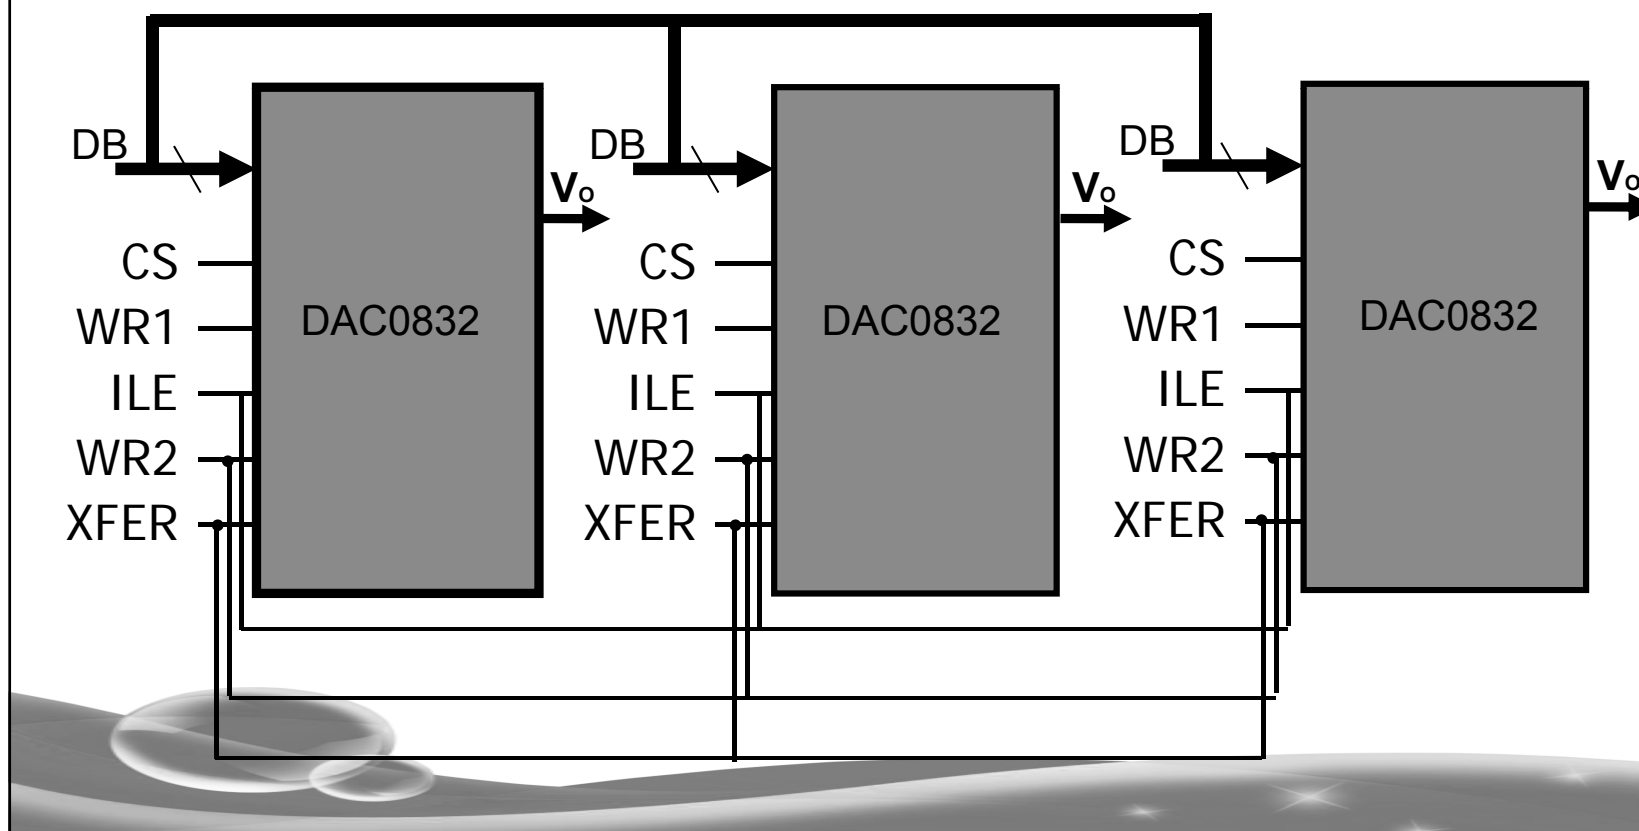 DB
Vo
CS
WR1
DAC0832
ILE
WR2
XFER
DB
Vo
CS
WR1
DAC0832
ILE
WR2
XFER
DB
Vo
CS
WR1
DAC0832
ILE
WR2
XFER